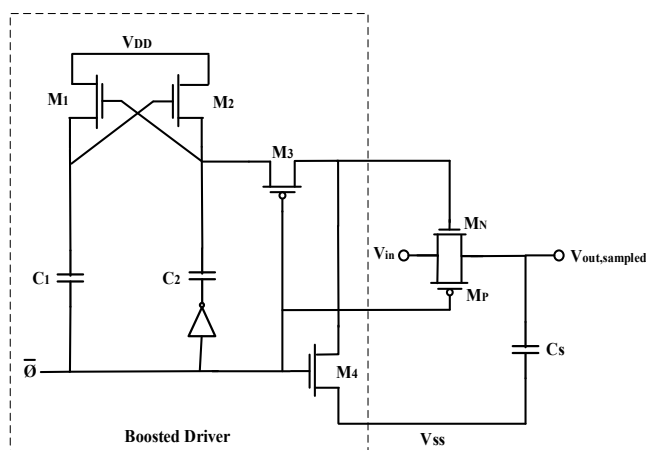 VDD
M1
M2
M3
MN
Vin
Vout,sampled
C1
C2
MP
Cs
Ø̅
M4
Boosted Driver
Vss